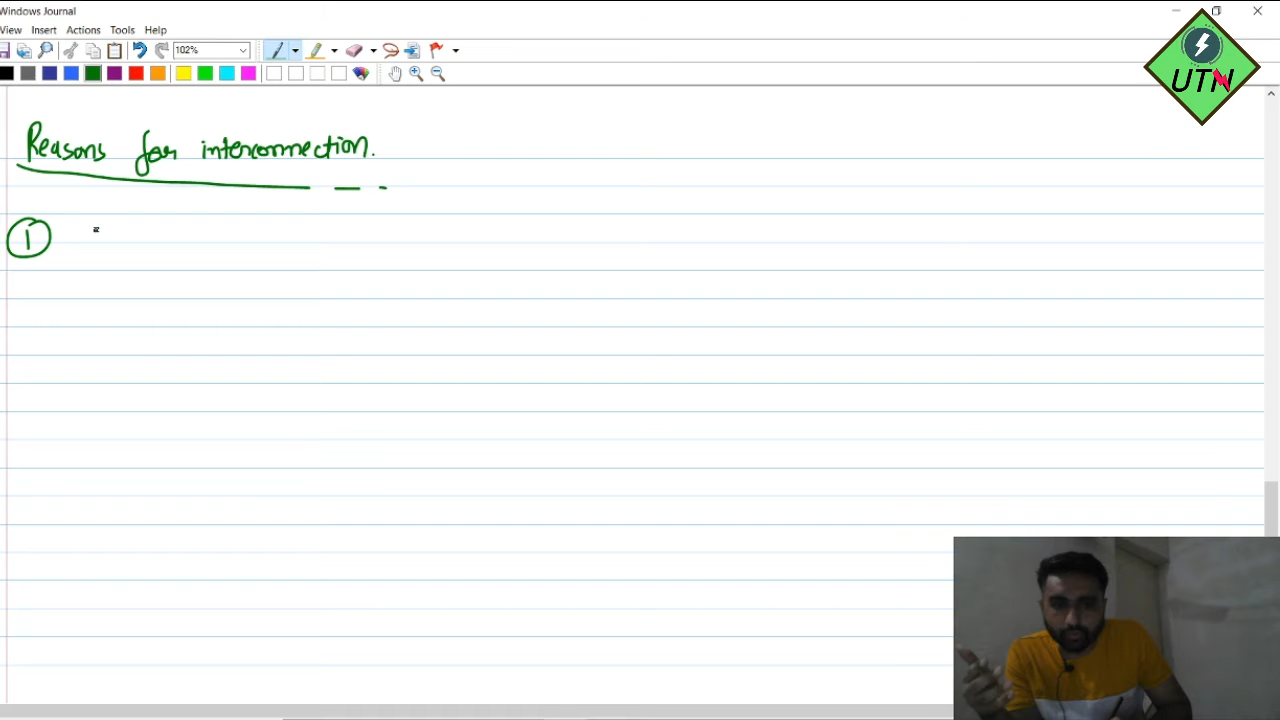 Windows Journal
View Insert Actions Tools Help
102%
UTN
Reasons for interconnection.
1